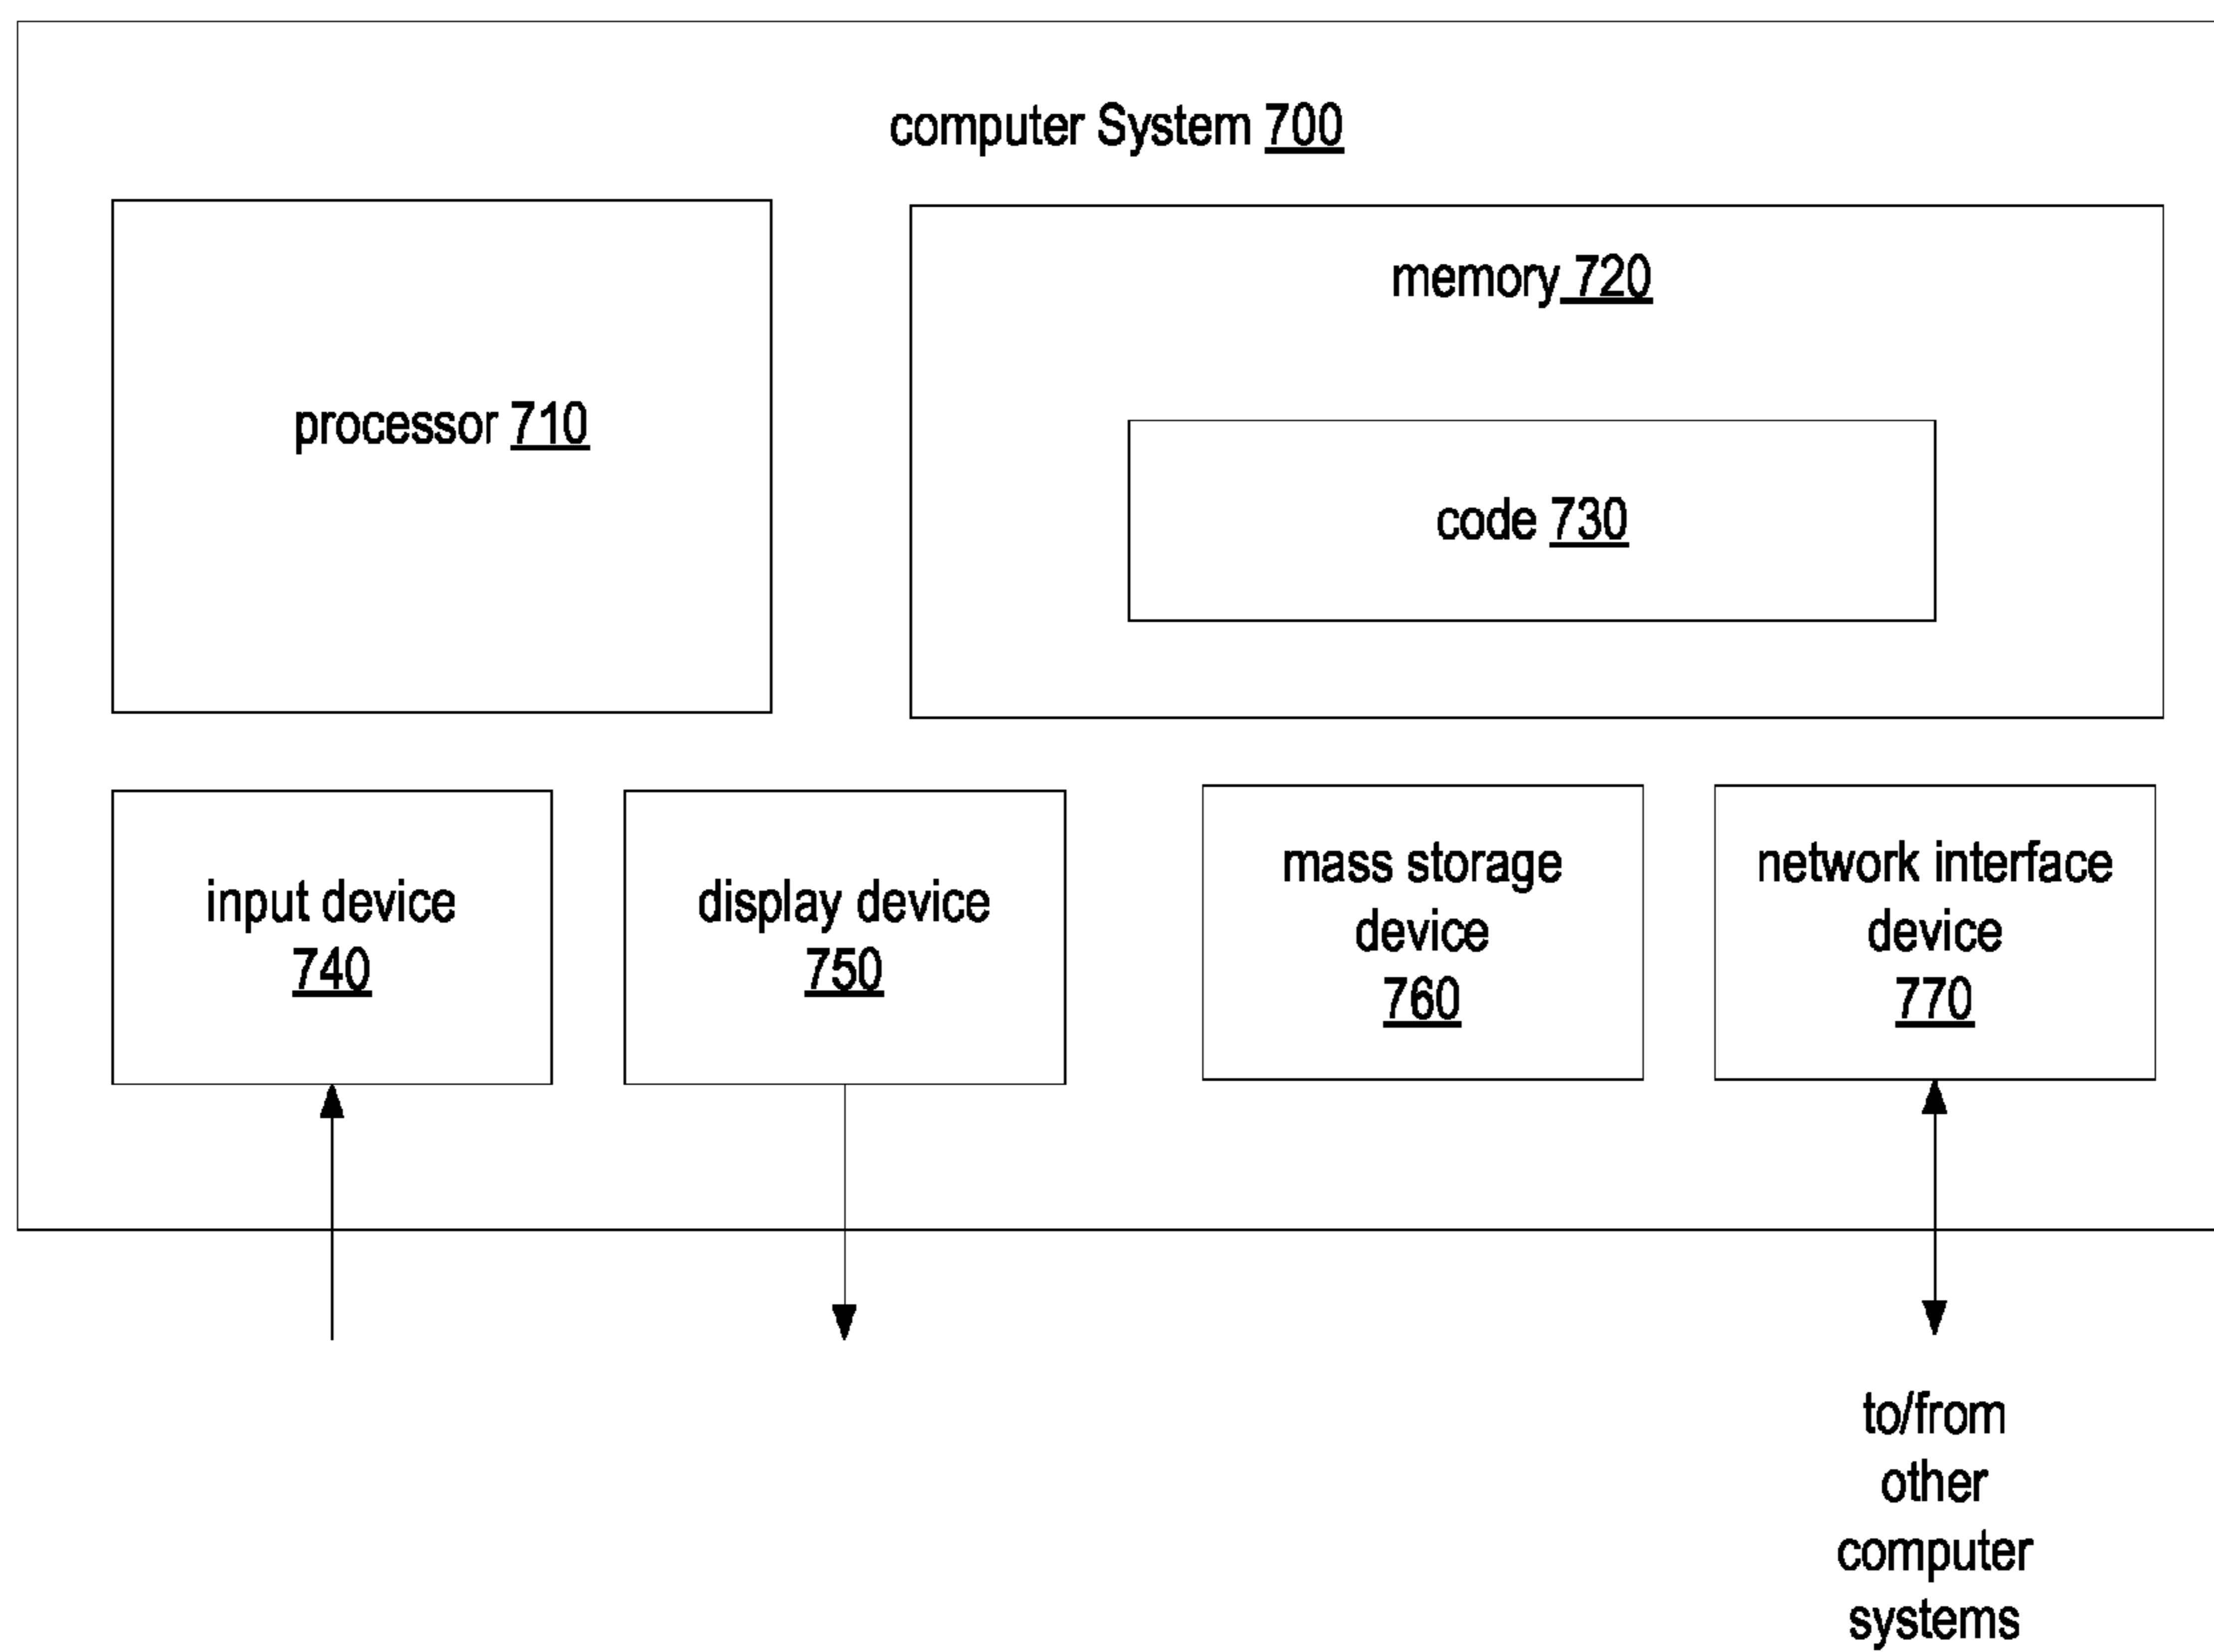 computer System 700
processor 710
memory 720
code 730
input device
740
display device
750
mass storage
device
760
network interface
device
770
to/from
other
computer
systems